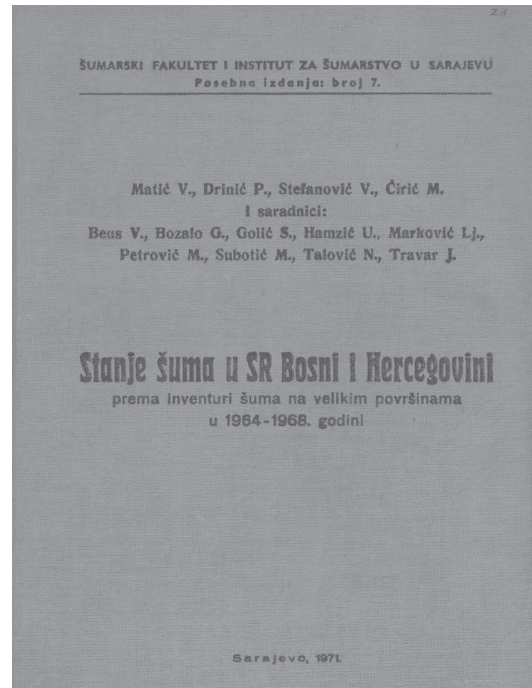 21
ŠUMARSKI FAKULTET I INSTITUT ZA ŠUMARSTVO U SARAJEVU
Posebna izdanja: broj 7.
Matić V., Drinić P., Stefanović V., Ćirić M.
i saradnici:
Beus V., Bozalo G., Golić S., Hamzić U., Marković Lj.,
Petrović M., Subotić M., Talović N., Travar J.
Stanje šuma u SR Bosni i Hercegovini
prema inventuri šuma na velikim površinama
u 1964-1968. godini
Sarajevo, 1971.